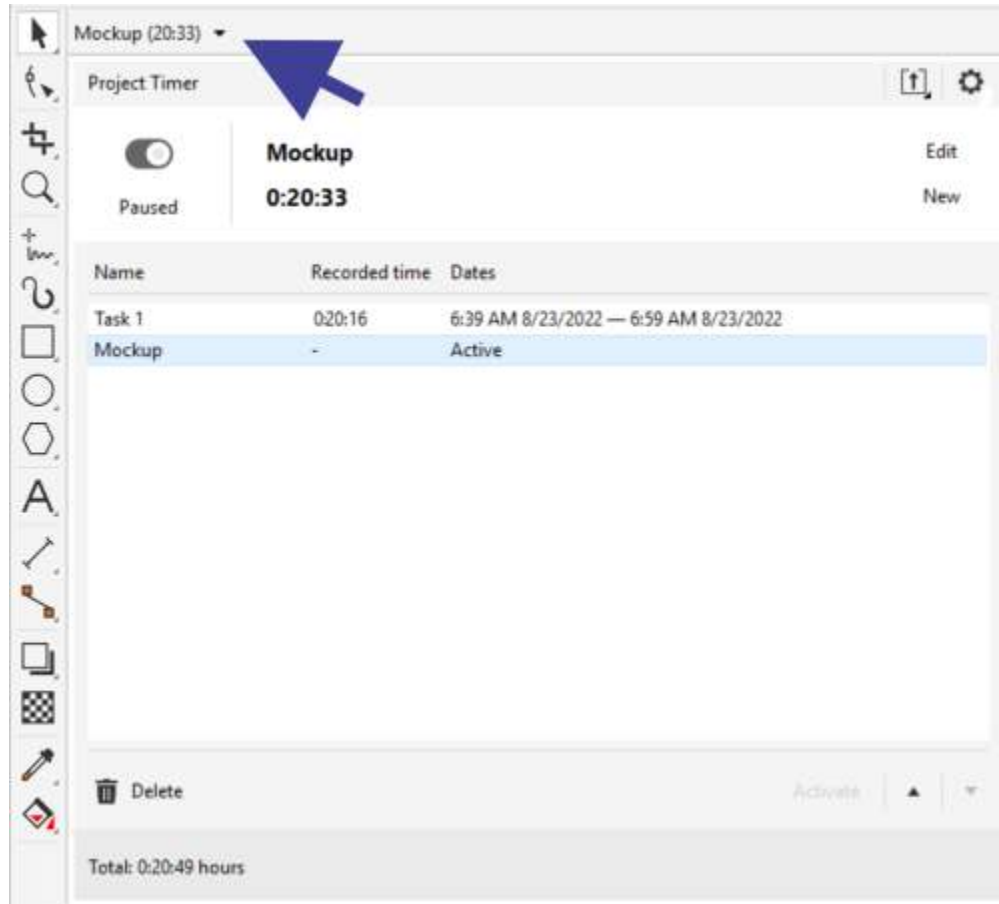 Mockup (20:33)
Project Timer
Mockup
Edit
0:20:33
New
Paused
Name Recorded time Dates
Task 1 0:20:16 6:39 AM 8/23/2022 — 6:59 AM 8/23/2022
Mockup - Active
Delete Activate
Total: 0:20:49 hours